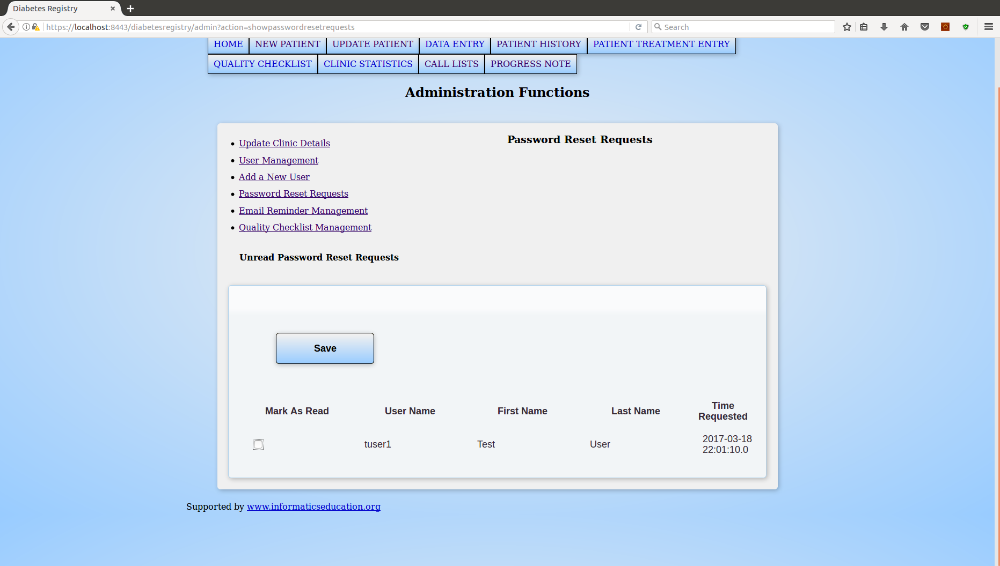 Diabetes Registry
https://localhost:8443/diabetesregistry/admin?action=showpasswordresetrequests
Search
HOME NEW PATIENT UPDATE PATIENT DATA ENTRY PATIENT HISTORY PATIENT TREATMENT ENTRY
QUALITY CHECKLIST CLINIC STATISTICS CALL LISTS PROGRESS NOTE
Administration Functions
Password Reset Requests
Update Clinic Details
User Management
Add a New User
Password Reset Requests
Email Reminder Management
Quality Checklist Management
Unread Password Reset Requests
Save
Mark As Read User Name First Name Last Name Time Requested
tuser1 Test User 2017-03-18 22:01:10.0
Supported by www.informaticseducation.org